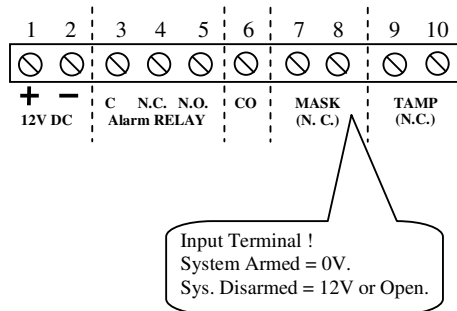 1 2 3 4 5 6 7 8 9 10
+ − C N.C. N.O. CO MASK TAMP
12V DC Alarm RELAY (N. C.) (N.C.)
Input Terminal !
System Armed = 0V.
Sys. Disarmed = 12V or Open.